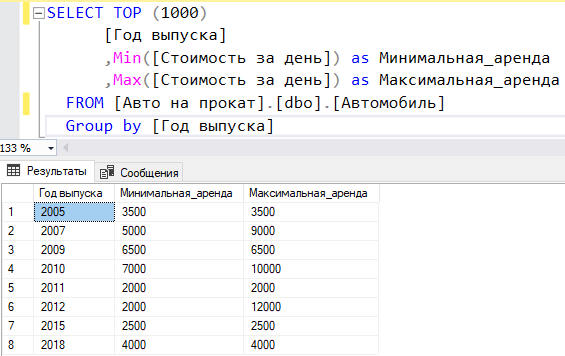 SELECT TOP (1000)
[Год выпуска]
,Min([Стоимость за день]) as Минимальная_аренда
,Max([Стоимость за день]) as Максимальная_аренда
FROM [Авто на прокат].[dbo].[Автомобиль]
Group by [Год выпуска]
133 %
Результаты Сообщения
Год выпуска Минимальная_аренда Максимальная_аренда
1 2005 3500 3500
2 2007 5000 9000
3 2009 6500 6500
4 2010 7000 10000
5 2011 2000 2000
6 2012 2000 12000
7 2015 2500 2500
8 2018 4000 4000